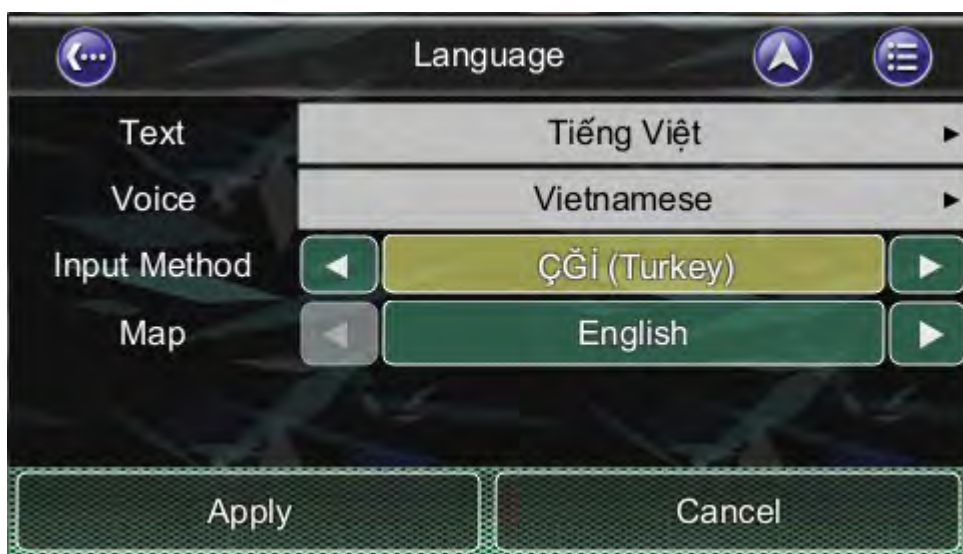 Language
Text Tiếng Việt
Voice Vietnamese
Input Method ÇĞİ (Turkey)
Map English
Apply Cancel